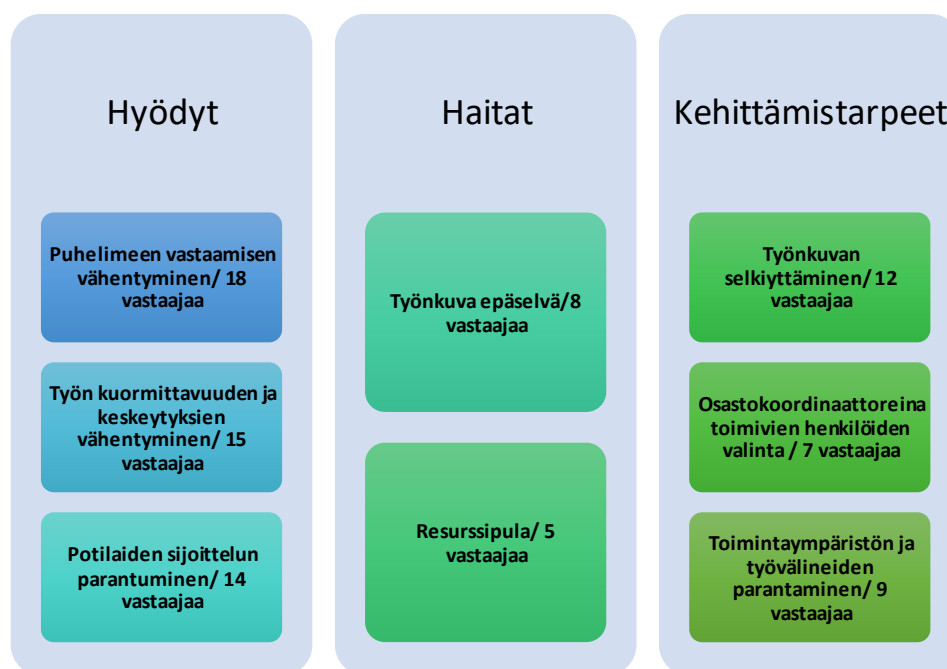 Hyödyt
Puhelimeen vastaamisen
vähentyminen/ 18
vastaajaa
Työn kuormittavuuden ja
keskeytyksien
vähentyminen/ 15
vastaajaa
Potilaiden sijoittelun
parantuminen/ 14
vastaajaa
Haitat
Työnkuva epäselvä/8
vastaajaa
Resurssipula/ 5
vastaajaa
Kehittämistarpeet
Työnkuvan
selkiyttäminen/ 12
vastaajaa
Osastokoordinaattoreina
toimivien henkilöiden
valinta / 7 vastaajaa
Toimintaympäristön ja
työvälineiden
parantaminen/ 9
vastaajaa